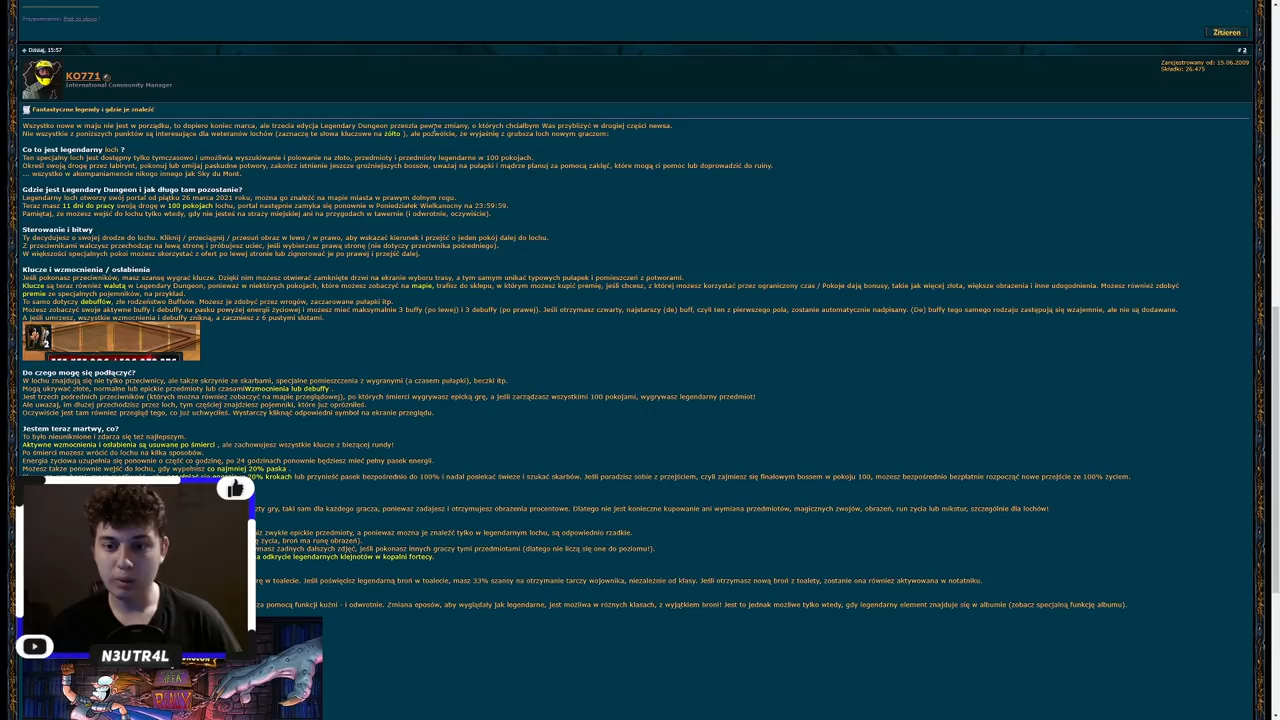 Przypomnienie: Ptak to słowo !
Zitieren
Dzisiaj, 15:57
# 2
KO771
International Community Manager
Zarejestrowany od: 15.06.2009
Składki: 26.475
Fantastyczne legendy i gdzie je znaleźć
Wszystko nowe w maju nie jest w porządku, to dopiero koniec marca, ale trzecia edycja Legendary Dungeon przeszła pewne zmiany, o których chciałbym Was przybliżyć w drugiej części newsa.
Nie wszystkie z poniższych punktów są interesujące dla weteranów lochów (zaznaczę te słowa kluczowe na żółto ), ale pozwólcie, że wyjaśnię z grubsza loch nowym graczom:
Co to jest legendarny loch ?
Ten specjalny loch jest dostępny tylko tymczasowo i umożliwia wyszukiwanie i polowanie na złoto, przedmioty i przedmioty legendarne w 100 pokojach.
Określ swoją drogę przez labirynt, pokonuj lub omijaj paskudne potwory, zakończ istnienie jeszcze groźniejszych bossów, uważaj na pułapki i mądrze planuj za pomocą zaklęć, które mogą ci pomóc lub doprowadzić do ruiny.
... wszystko w akompaniamencie nikogo innego jak Sky du Mont.
Gdzie jest Legendary Dungeon i jak długo tam pozostanie?
Legendarny loch otworzy swój portal od piątku 26 marca 2021 roku, można go znaleźć na mapie miasta w prawym dolnym rogu.
Teraz masz 11 dni do pracy swoją drogę w 100 pokojach lochu, portal następnie zamyka się ponownie w Poniedziałek Wielkanocny na 23:59:59.
Pamiętaj, że możesz wejść do lochu tylko wtedy, gdy nie jesteś na straży miejskiej ani na przygodach w tawernie (i odwrotnie, oczywiście).
Sterowanie i bitwy
Ty decydujesz o swojej drodze do lochu. Kliknij / przeciągnij / przesuń obraz w lewo / w prawo, aby wskazać kierunek i przejść o jeden pokój dalej do lochu.
Z przeciwnikami walczysz przechodząc na lewą stronę i próbujesz uciec, jeśli wybierzesz prawą stronę (nie dotyczy przeciwnika pośredniego).
W większości specjalnych pokoi możesz skorzystać z ofert po lewej stronie lub zignorować je po prawej i przejść dalej.
Klucze i wzmocnienia / osłabienia
Jeśli pokonasz przeciwników, masz szansę wygrać klucze. Dzięki nim możesz otwierać zamknięte drzwi na ekranie wyboru trasy, a tym samym unikać typowych pułapek i pomieszczeń z potworami.
Klucze są teraz również walutą w Legendary Dungeon, ponieważ w niektórych pokojach, które możesz zobaczyć na mapie, trafisz do sklepu, w którym możesz kupić premię, jeśli chcesz, z której możesz korzystać przez ograniczony czas / Pokoje dają bonusy, takie jak więcej złota, większe obrażenia i inne udogodnienia. Możesz również zdobyć
premie ze specjalnych pojemników, na przykład.
To samo dotyczy debuffów, złe rodzeństwo Buffsów. Możesz je zdobyć przez wrogów, zaczarowane pułapki itp.
Możesz zobaczyć swoje aktywne buffy i debuffy na pasku powyżej energii życiowej i możesz mieć maksymalnie 3 buffy (po lewej) i 3 debuffy (po prawej). Jeśli otrzymasz czwarty, najstarszy (de) buff, czyli ten z pierwszego pola, zostanie automatycznie nadpisany. (De) buffy tego samego rodzaju zastępują się wzajemnie, ale nie są dodawane.
A jeśli umrzesz, wszystkie wzmocnienia i debuffy znikną, a zaczniesz z 6 pustymi slotami.
2
Do czego mogę się podłączyć?
W lochu znajdują się nie tylko przeciwnicy, ale także skrzynie ze skarbami, specjalne pomieszczenia z wygranymi (a czasem pułapki), beczki itp.
Mogą ukrywać złote, normalne lub epickie przedmioty lub czasamiWzmocnienia lub debuffy .
Jest trzech pośrednich przeciwników (których można również zobaczyć na mapie przeglądowej), po których śmierci wygrywasz epicką grę, a jeśli zarządzasz wszystkimi 100 pokojami, wygrywasz legendarny przedmiot!
Ale uważaj, im dłużej przechodzisz przez loch, tym częściej znajdziesz pojemniki, które już opróżniłeś.
Oczywiście jest tam również przegląd tego, co już uchwyciłeś. Wystarczy kliknąć odpowiedni symbol na ekranie przeglądu.
Jestem teraz martwy, co?
To było nieuniknione i zdarza się też najlepszym.
Aktywne wzmocnienia i osłabienia są usuwane po śmierci , ale zachowujesz wszystkie klucze z bieżącej rundy!
Po śmierci możesz wrócić do lochu na kilka sposobów.
Energia życiowa uzupełnia się ponownie o część co godzinę, po 24 godzinach ponownie będziesz mieć pełny pasek energii.
Możesz także ponownie wejść do lochu, gdy wypełnisz co najmniej 20% paska .
0% krokach lub przynieść pasek bezpośrednio do 100% i nadal posiekać świeże i szukać skarbów. Jeśli poradzisz sobie z przejściem, czyli zajmiesz się finałowym bossem w pokoju 100, możesz bezpośrednio bezpłatnie rozpocząć nowe przejście ze 100% życiem.
zty gry, taki sam dla każdego gracza, ponieważ zadajesz i otrzymujesz obrażenia procentowe. Dlatego nie jest konieczne kupowanie ani wymiana przedmiotów, magicznych zwojów, obrażeń, run życia lub mikstur, szczególnie dla lochów!
iż zwykłe epickie przedmioty, a ponieważ można je znaleźć tylko w legendarnym lochu, są odpowiednio rzadkie.
ę życia, broń ma runę obrażeń).
ymasz żadnych dalszych zdjęć, jeśli pokonasz innych graczy tymi przedmiotami (dlatego nie liczą się one do poziomu!).
a odkrycie legendarnych klejnotów w kopalni fortecy.
rę w toalecie. Jeśli poświęcisz legendarną broń w toalecie, masz 33% szansy na otrzymanie tarczy wojownika, niezależnie od klasy. Jeśli otrzymasz nową broń z toalety, zostanie ona również aktywowana w notatniku.
za pomocą funkcji kuźni - i odwrotnie. Zmiana eposów, aby wyglądały jak legendarne, jest możliwa w różnych klasach, z wyjątkiem broni! Jest to jednak możliwe tylko wtedy, gdy legendarny element znajduje się w albumie (zobacz specjalną funkcję albumu).
N3UTR4L